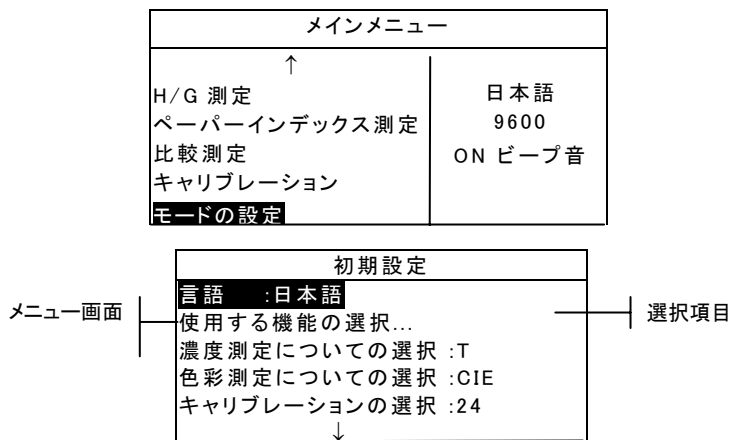 メインメニュー
↑
H/G 測定
ペーパーインデックス測定
比較測定
キャリブレーション
モードの設定
日本語
9600
ON ビープ音
初期設定
言語 :日本語
使用する機能の選択...
濃度測定についての選択 :T
色彩測定についての選択 :CIE
キャリブレーションの選択 :24
↓
メニュー画面
選択項目